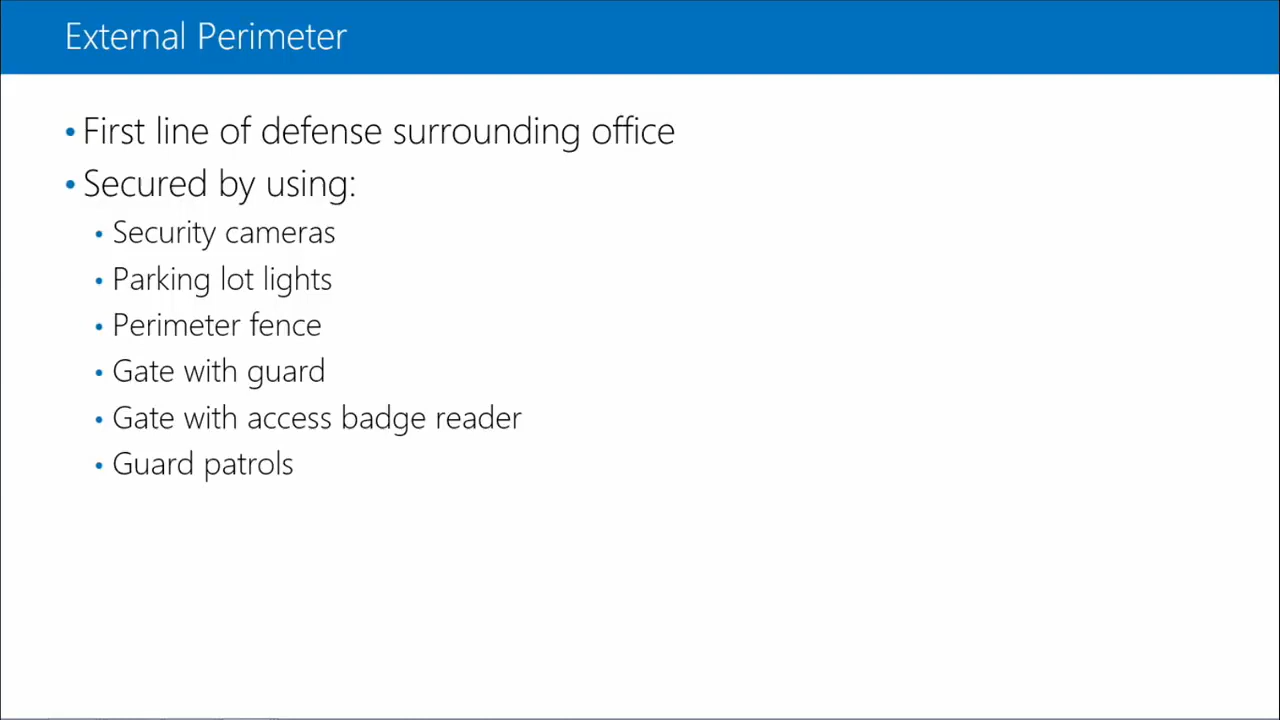 External Perimeter
• First line of defense surrounding office
• Secured by using:
• Security cameras
• Parking lot lights
• Perimeter fence
• Gate with guard
• Gate with access badge reader
• Guard patrols